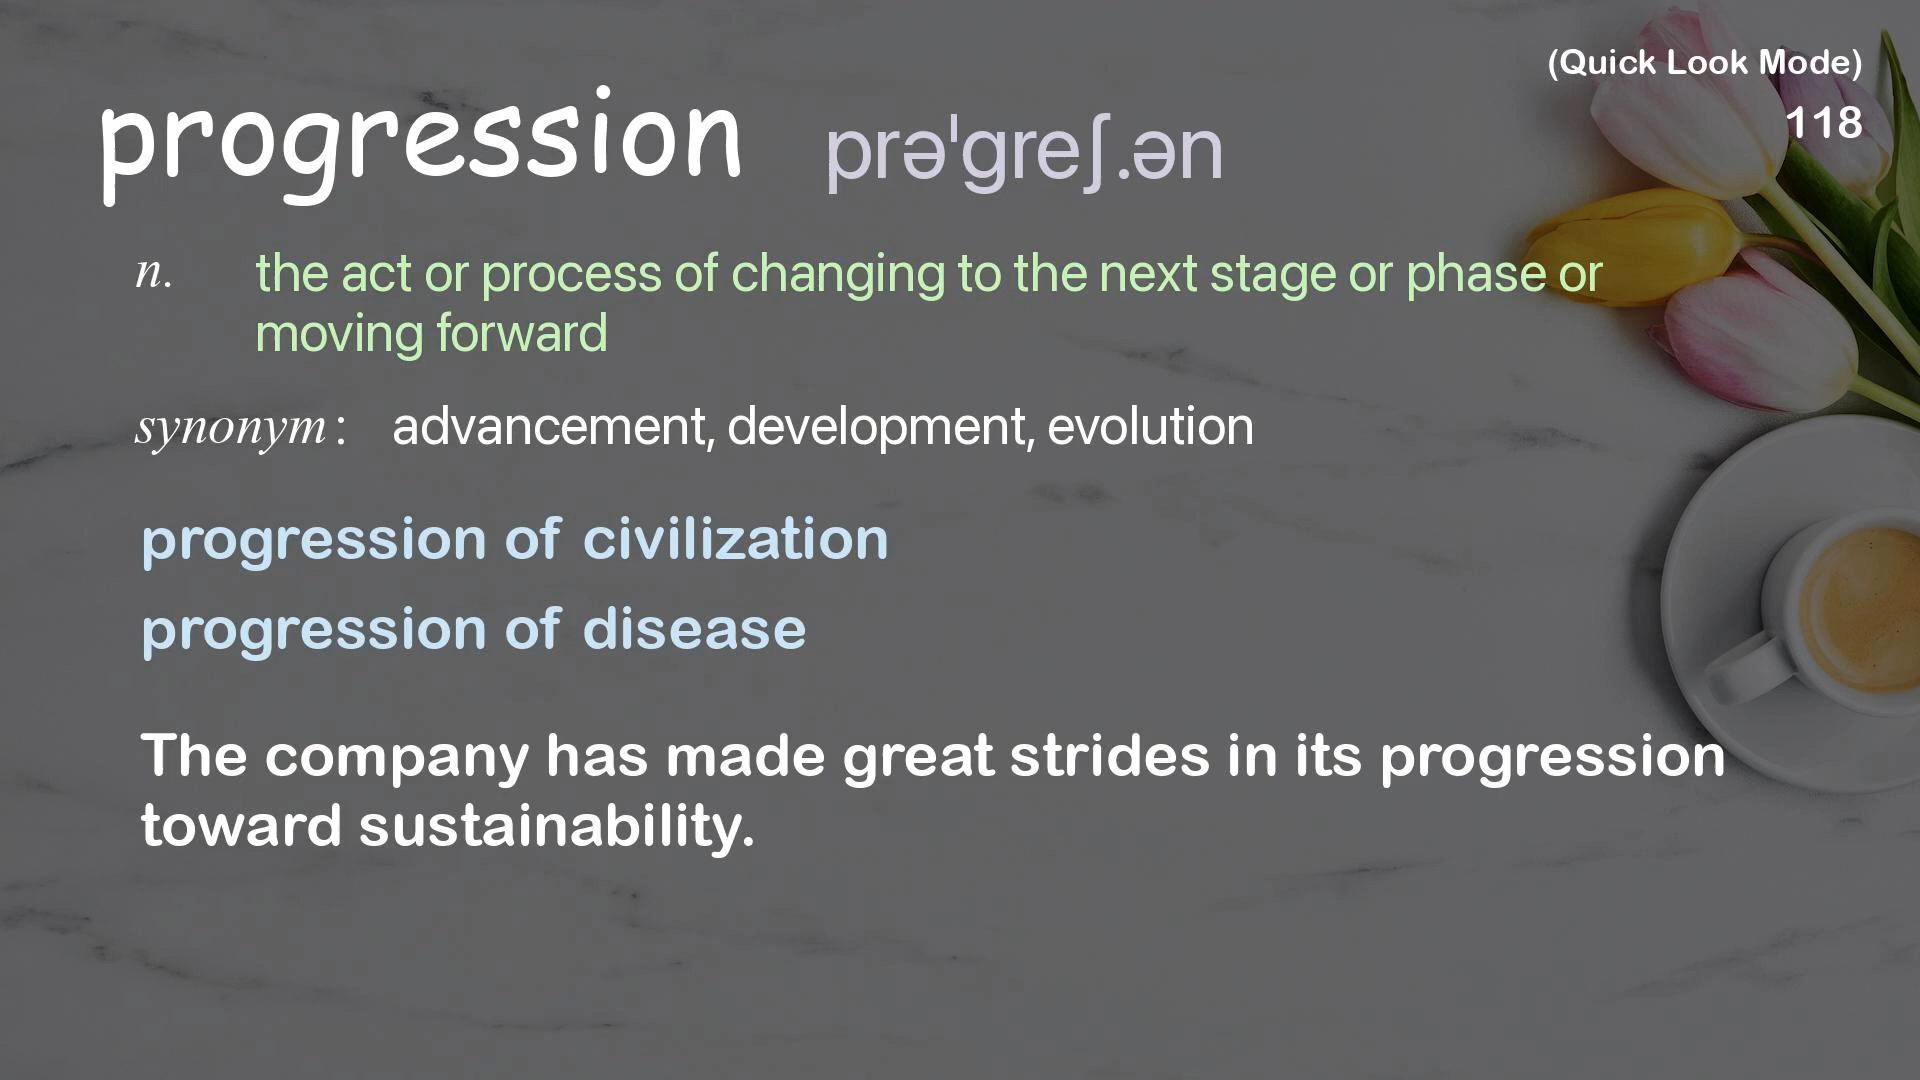 (Quick Look Mode)
progression prəˈɡreʃ.ən
118
n. the act or process of changing to the next stage or phase or
moving forward
synonym: advancement, development, evolution
progression of civilization
progression of disease
The company has made great strides in its progression
toward sustainability.